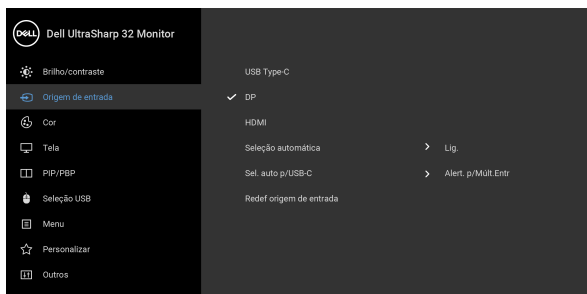 DELL Dell UltraSharp 32 Monitor
Brilho/contraste
USB Type-C
Origem de entrada
DP
Cor
HDMI
Tela
Seleção automática
Lig.
PIP/PBP
Sel. auto p/USB-C
Alert. p/Múlt.Entr
Seleção USB
Redef origem de entrada
Menu
Personalizar
Outros